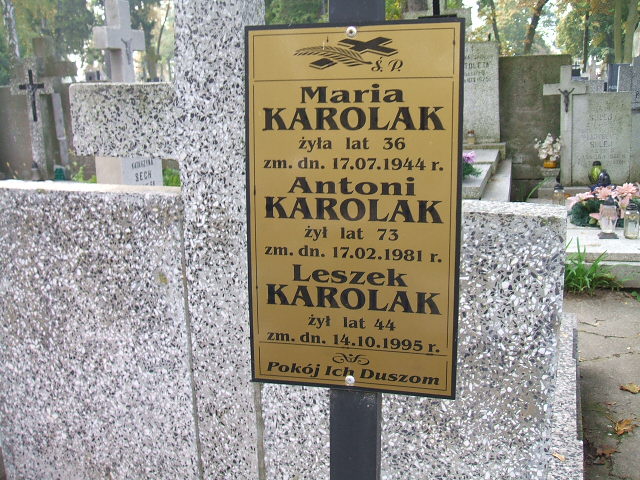 Ś.P.
Maria
KAROLAK
żyła lat 36
zm. dn. 17.07.1944 r.
Antoni
KAROLAK
żył lat 73
zm. dn. 17.02.1981 r.
Leszek
KAROLAK
żył lat 44
zm. dn. 14.10.1995 r.
Pokój Ich Duszom
BECH